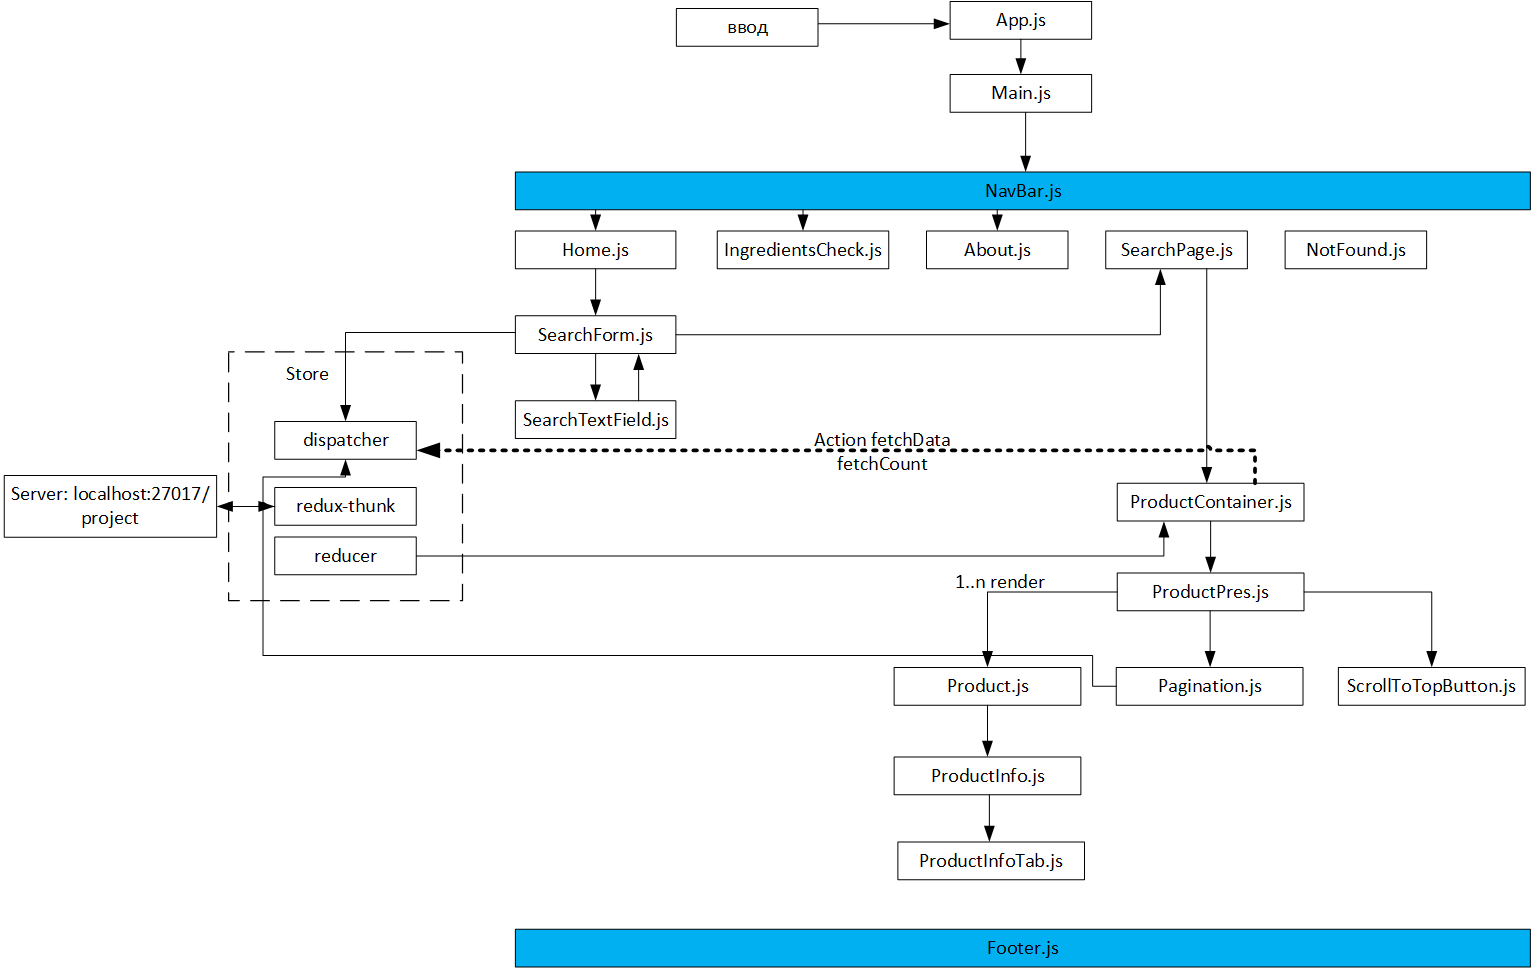 ввод
App.js
Main.js
NavBar.js
Home.js
IngredientsCheck.js
About.js
SearchPage.js
NotFound.js
SearchForm.js
Store
SearchTextField.js
dispatcher
Action fetchData
fetchCount
Server: localhost:27017/
project
redux-thunk
ProductContainer.js
reducer
1..n render
ProductPres.js
Product.js
Pagination.js
ScrollToTopButton.js
ProductInfo.js
ProductInfoTab.js
Footer.js